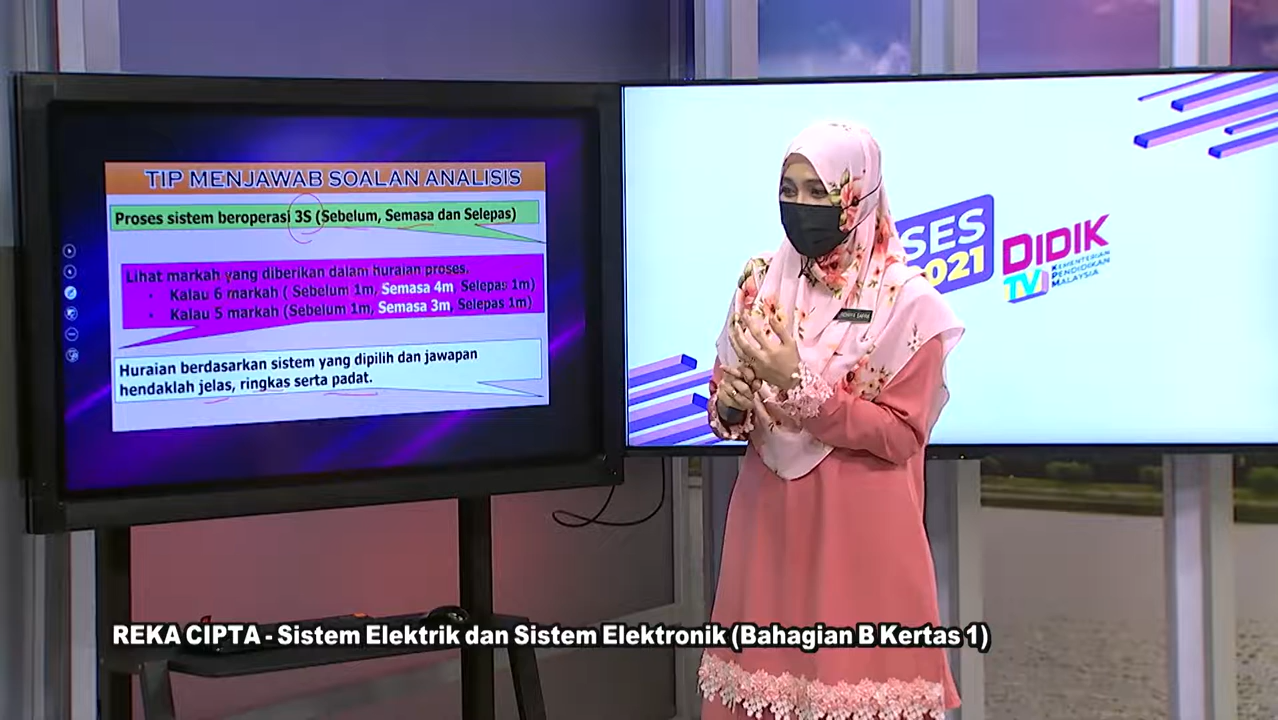 TIP MENJAWAB SOALAN ANALISIS
Proses sistem beroperasi 3S (Sebelum, Semasa dan Selepas)
Lihat markah yang diberikan dalam huraian proses.
• Kalau 6 markah ( Sebelum 1m, Semasa 4m, Selepas 1m)
• Kalau 5 markah (Sebelum 1m, Semasa 3m, Selepas 1m)
Huraian berdasarkan sistem yang dipilih dan jawapan
hendaklah jelas, ringkas serta padat.
SES
2021
DIDIK
TV
KEMENTERIAN
PENDIDIKAN
MALAYSIA
REKA CIPTA - Sistem Elektrik dan Sistem Elektronik (Bahagian B Kertas 1)